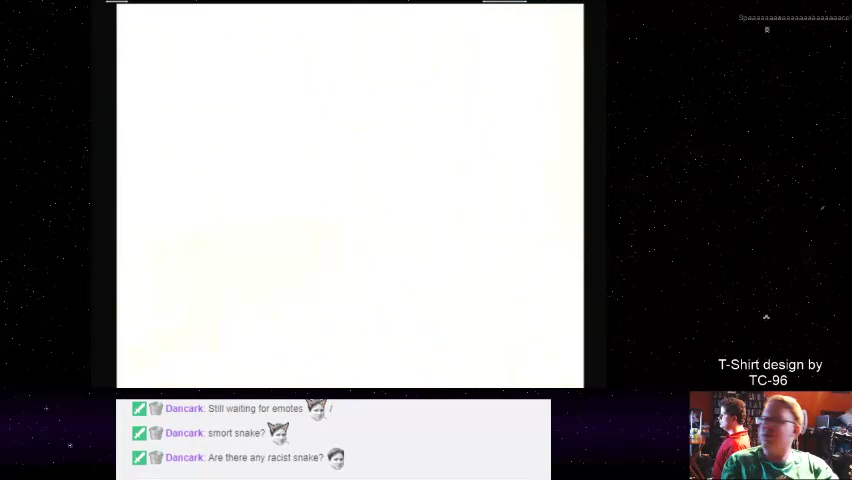 Spaaaaaaaaaaaaaaaaaaaaaace!
T-Shirt design by
TC-96
Dancark: Still waiting for emotes /
Dancark: smort snake?
Dancark: Are there any racist snake?